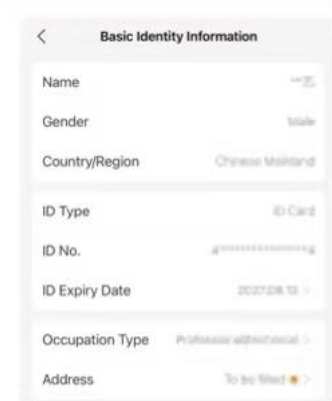 Basic Identity Information
Name
Gender Male
Country/Region Chinese Mainland
ID Type ID Card
ID No.
ID Expiry Date
Occupation Type
Address To be filled